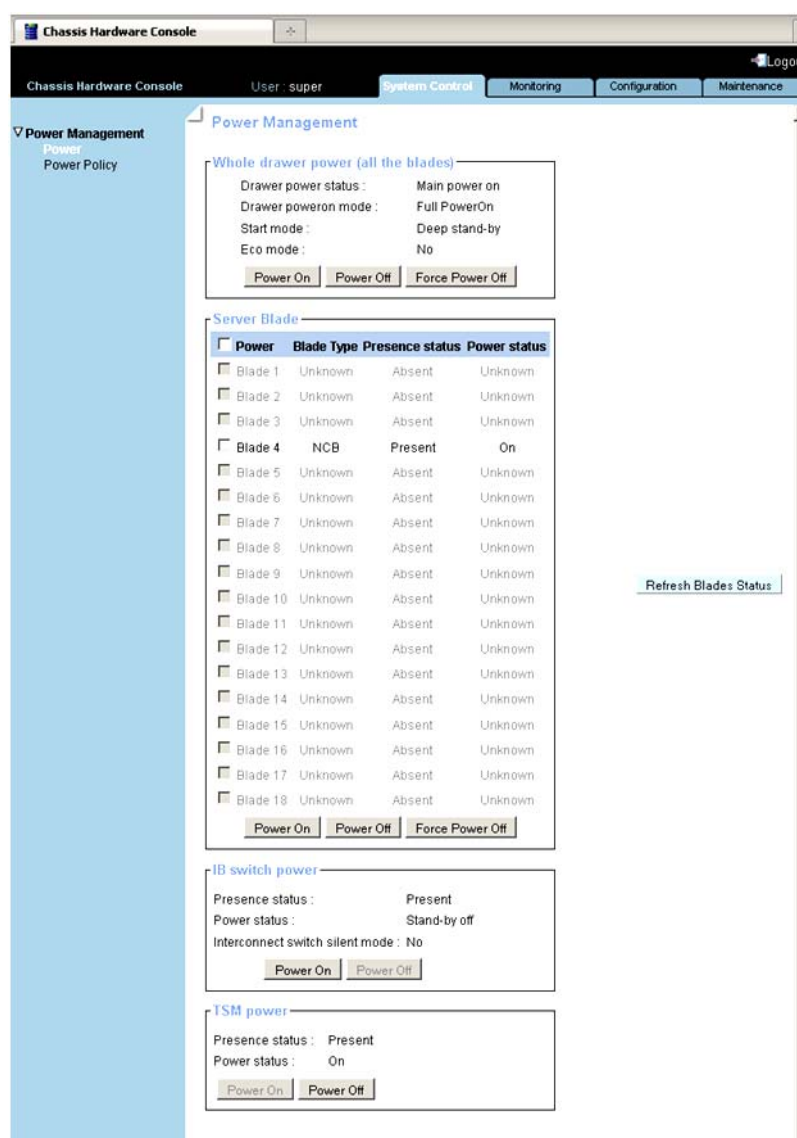 Chassis Hardware Console
Logou
Chassis Hardware Console User : super System Control Monitoring Configuration Maintenance
Power Management
Power
Power Policy
Power Management
Whole drawer power (all the blades)
Drawer power status : Main power on
Drawer poweron mode : Full PowerOn
Start mode : Deep stand-by
Eco mode : No
Power On Power Off Force Power Off
Server Blade
Power Blade Type Presence status Power status
Blade 1 Unknown Absent Unknown
Blade 2 Unknown Absent Unknown
Blade 3 Unknown Absent Unknown
Blade 4 NCB Present On
Blade 5 Unknown Absent Unknown
Blade 6 Unknown Absent Unknown
Blade 7 Unknown Absent Unknown
Blade 8 Unknown Absent Unknown
Blade 9 Unknown Absent Unknown
Refresh Blades Status
Blade 10 Unknown Absent Unknown
Blade 11 Unknown Absent Unknown
Blade 12 Unknown Absent Unknown
Blade 13 Unknown Absent Unknown
Blade 14 Unknown Absent Unknown
Blade 15 Unknown Absent Unknown
Blade 16 Unknown Absent Unknown
Blade 17 Unknown Absent Unknown
Blade 18 Unknown Absent Unknown
Power On Power Off Force Power Off
IB switch power
Presence status : Present
Power status : Stand-by off
Interconnect switch silent mode : No
Power On Power Off
TSM power
Presence status : Present
Power status : On
Power On Power Off